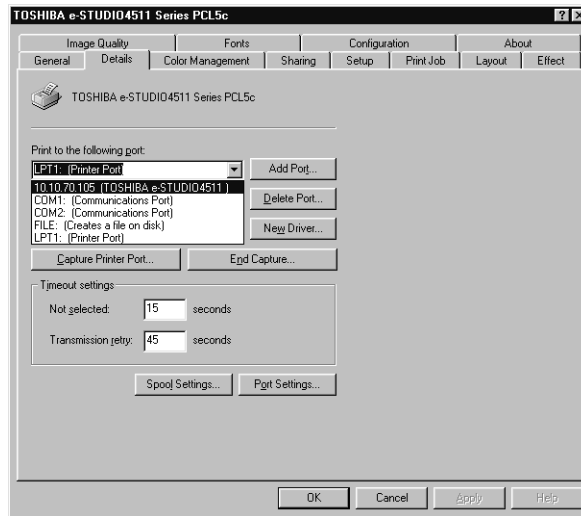 TOSHIBA e-STUDIO4511 Series PCL5c
Image Quality Fonts Configuration About
General Details Color Management Sharing Setup Print Job Layout Effect
TOSHIBA e-STUDIO4511 Series PCL5c
Print to the following port:
LPT1: (Printer Port) Add Port...
10.10.70.105 (TOSHIBA e-STUDIO4511 )
COM1: (Communications Port) Delete Port...
COM2: (Communications Port)
FILE: (Creates a file on disk) New Driver...
LPT1: (Printer Port)
Capture Printer Port... End Capture...
Timeout settings
Not selected: 15 seconds
Transmission retry: 45 seconds
Spool Settings... Port Settings...
OK Cancel Apply Help